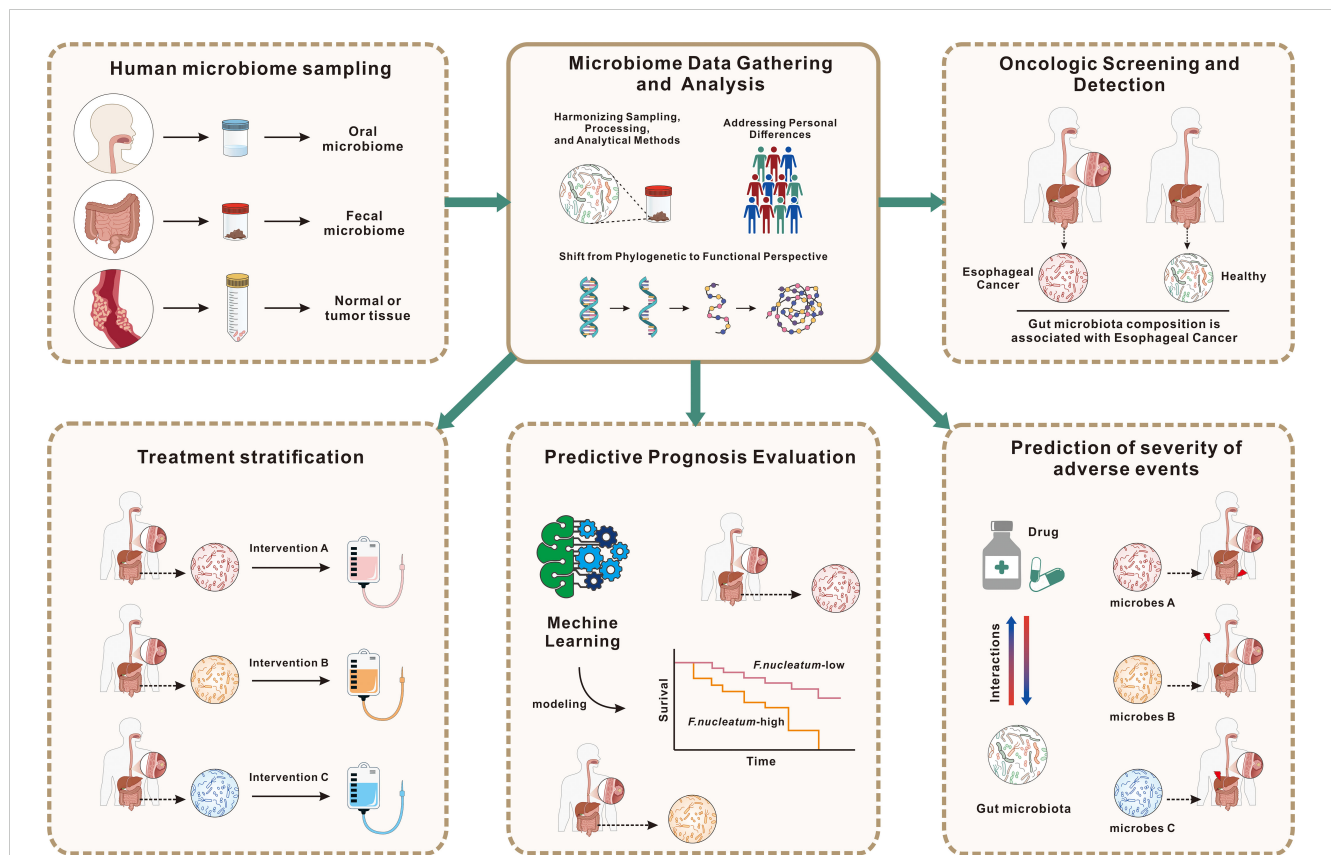 Human microbiome sampling
Oral
microbiome
Fecal
microbiome
Normal or
tumor tissue
Microbiome Data Gathering
and Analysis
Harmonizing Sampling,
Processing,
and Analytical Methods
Addressing Personal
Differences
Shift from Phylogenetic to Functional Perspective
Oncologic Screening and
Detection
Esophageal
Cancer
Healthy
Gut microbiota composition is
associated with Esophageal Cancer
Treatment stratification
Intervention A
Intervention B
Intervention C
Predictive Prognosis Evaluation
Mechine
Learning
modeling
Surival
F.nucleatum-low
F.nucleatum-high
Time
Prediction of severity of
adverse events
Drug
Interactions
Gut microbiota
microbes A
microbes B
microbes C